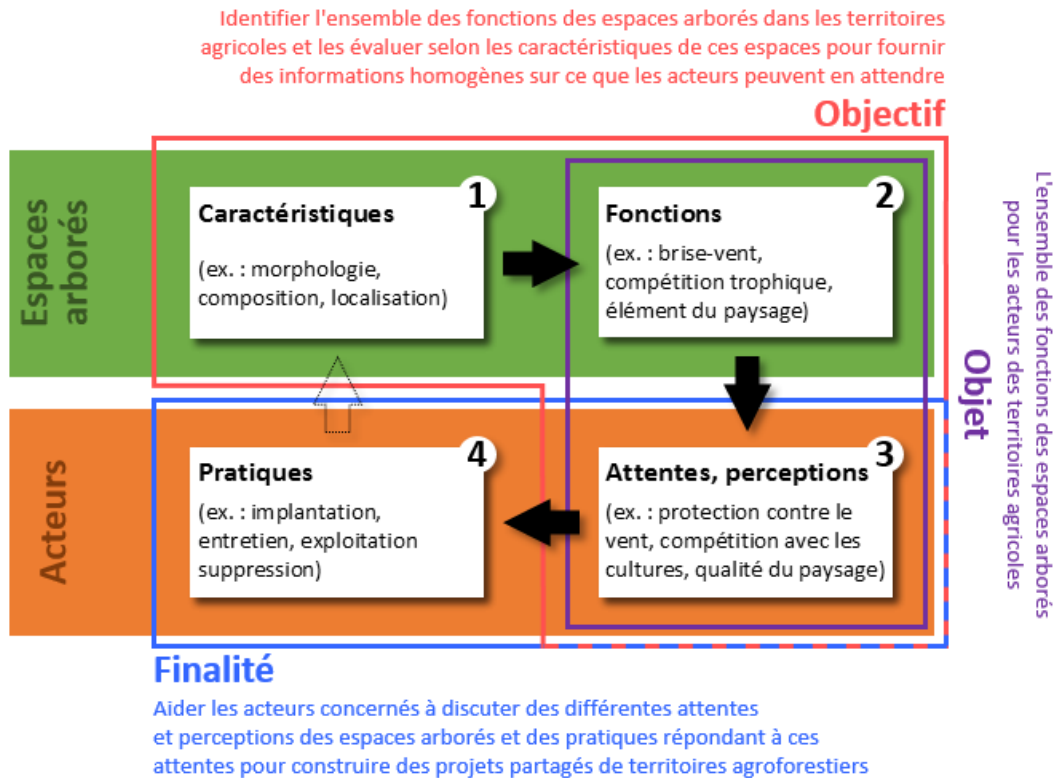 Identifier l'ensemble des fonctions des espaces arborés dans les territoires
agricoles et les évaluer selon les caractéristiques de ces espaces pour fournir
des informations homogènes sur ce que les acteurs peuvent en attendre
Objectif
Espaces
arborés
1
Caractéristiques
(ex. : morphologie,
composition, localisation)
2
Fonctions
(ex. : brise-vent,
compétition trophique,
élément du paysage)
L'ensemble des fonctions des espaces arborés
pour les acteurs des territoires agricoles
Objet
Acteurs
4
Pratiques
(ex. : implantation,
entretien, exploitation
suppression)
3
Attentes, perceptions
(ex. : protection contre le
vent, compétition avec les
cultures, qualité du paysage)
Finalité
Aider les acteurs concernés à discuter des différentes attentes
et perceptions des espaces arborés et des pratiques répondant à ces
attentes pour construire des projets partagés de territoires agroforestiers